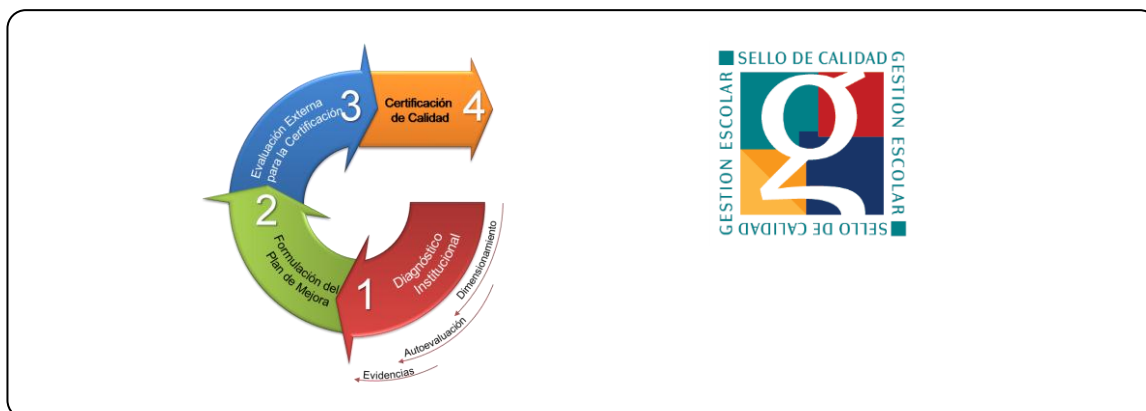 1
Diagnóstico
Institucional
Dimensionamiento
Autoevaluación
Evidencias
2
Formulación del
Plan de Mejora
3
Evaluación Externa
para la Certificación
4
Certificación
de Calidad
SELLO DE CALIDAD
GESTION ESCOLAR
SELLO DE CALIDAD
GESTION ESCOLAR
g